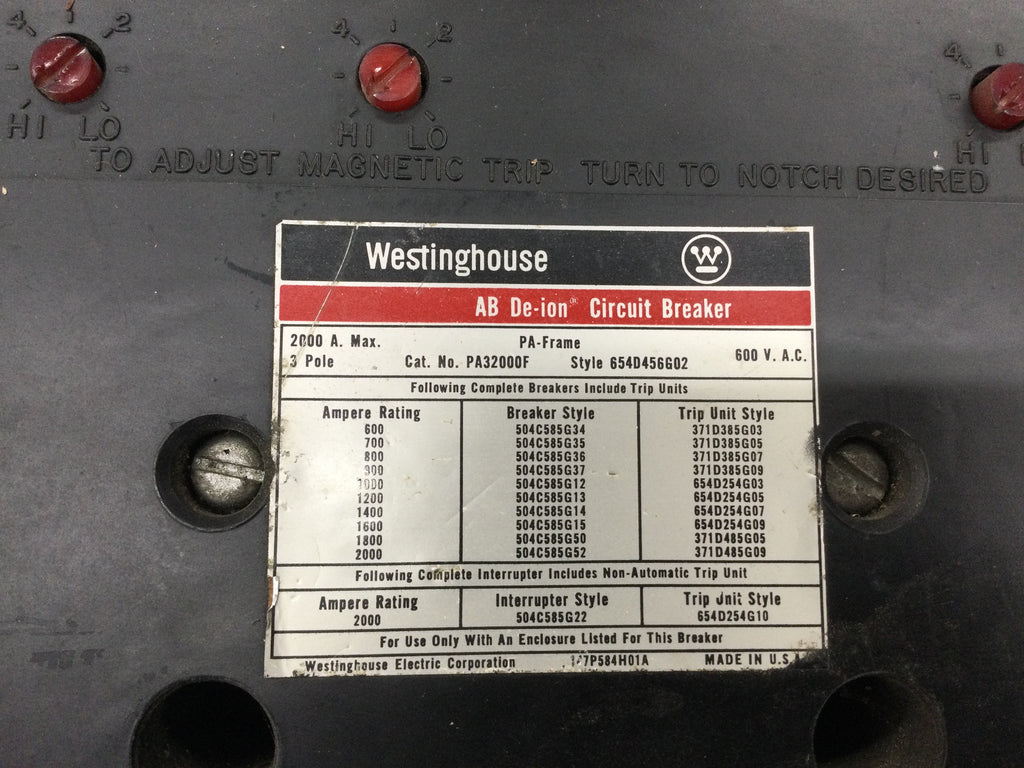 4 1 2
HI LO
4 1 2
HI LO
4 1
HI
TO ADJUST MAGNETIC TRIP TURN TO NOTCH DESIRED
Westinghouse
W
AB De-ion® Circuit Breaker
2000 A. Max. PA-Frame 600 V. A.C.
3 Pole Cat. No. PA32000F Style 654D456G02
Following Complete Breakers Include Trip Units
Ampere Rating Breaker Style Trip Unit Style
600 504C585G34 371D385G03
700 504C585G35 371D385G05
800 504C585G36 371D385G07
900 504C585G37 371D385G09
1000 504C585G12 654D254G03
1200 504C585G13 654D254G05
1400 504C585G14 654D254G07
1600 504C585G15 654D254G09
1800 504C585G50 371D485G05
2000 504C585G52 371D485G09
Following Complete Interrupter Includes Non-Automatic Trip Unit
Ampere Rating Interrupter Style Trip Unit Style
2000 504C585G22 654D254G10
For Use Only With An Enclosure Listed For This Breaker
Westinghouse Electric Corporation MADE IN U.S.A